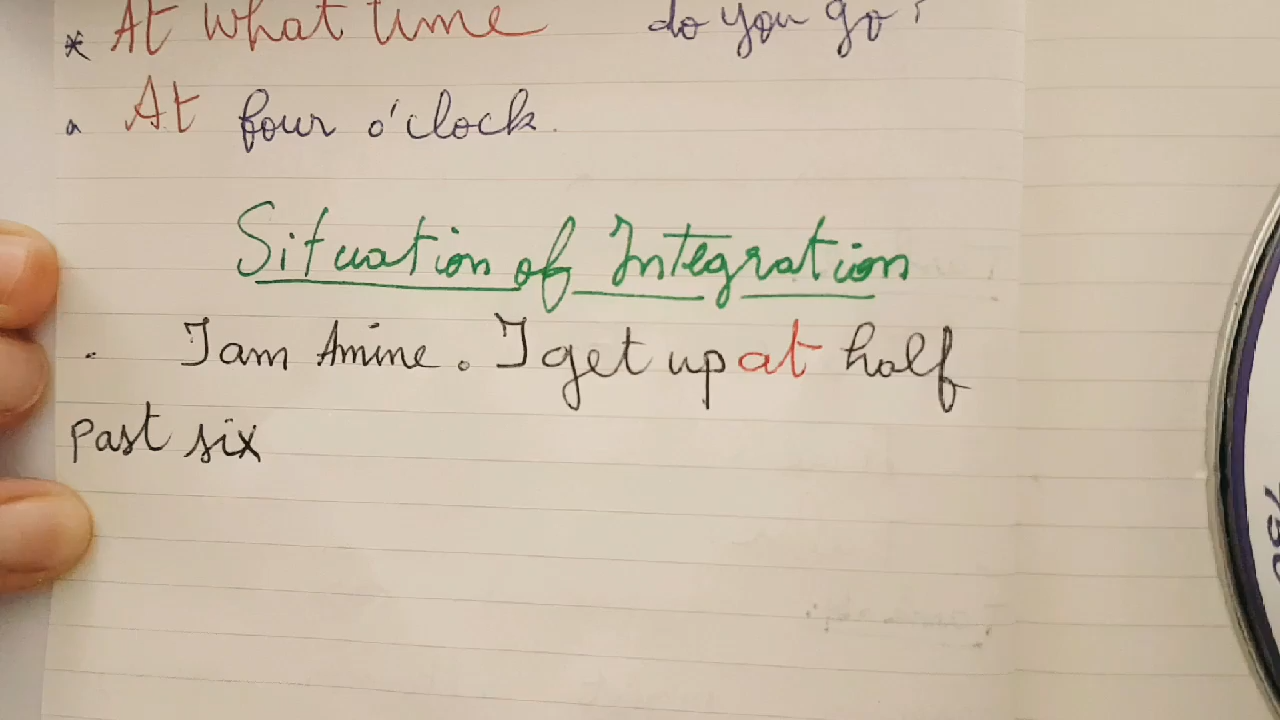 * At what time do you go?
At four o'clock.
Situation of Integration
. I am Amine. I get up at half
past six